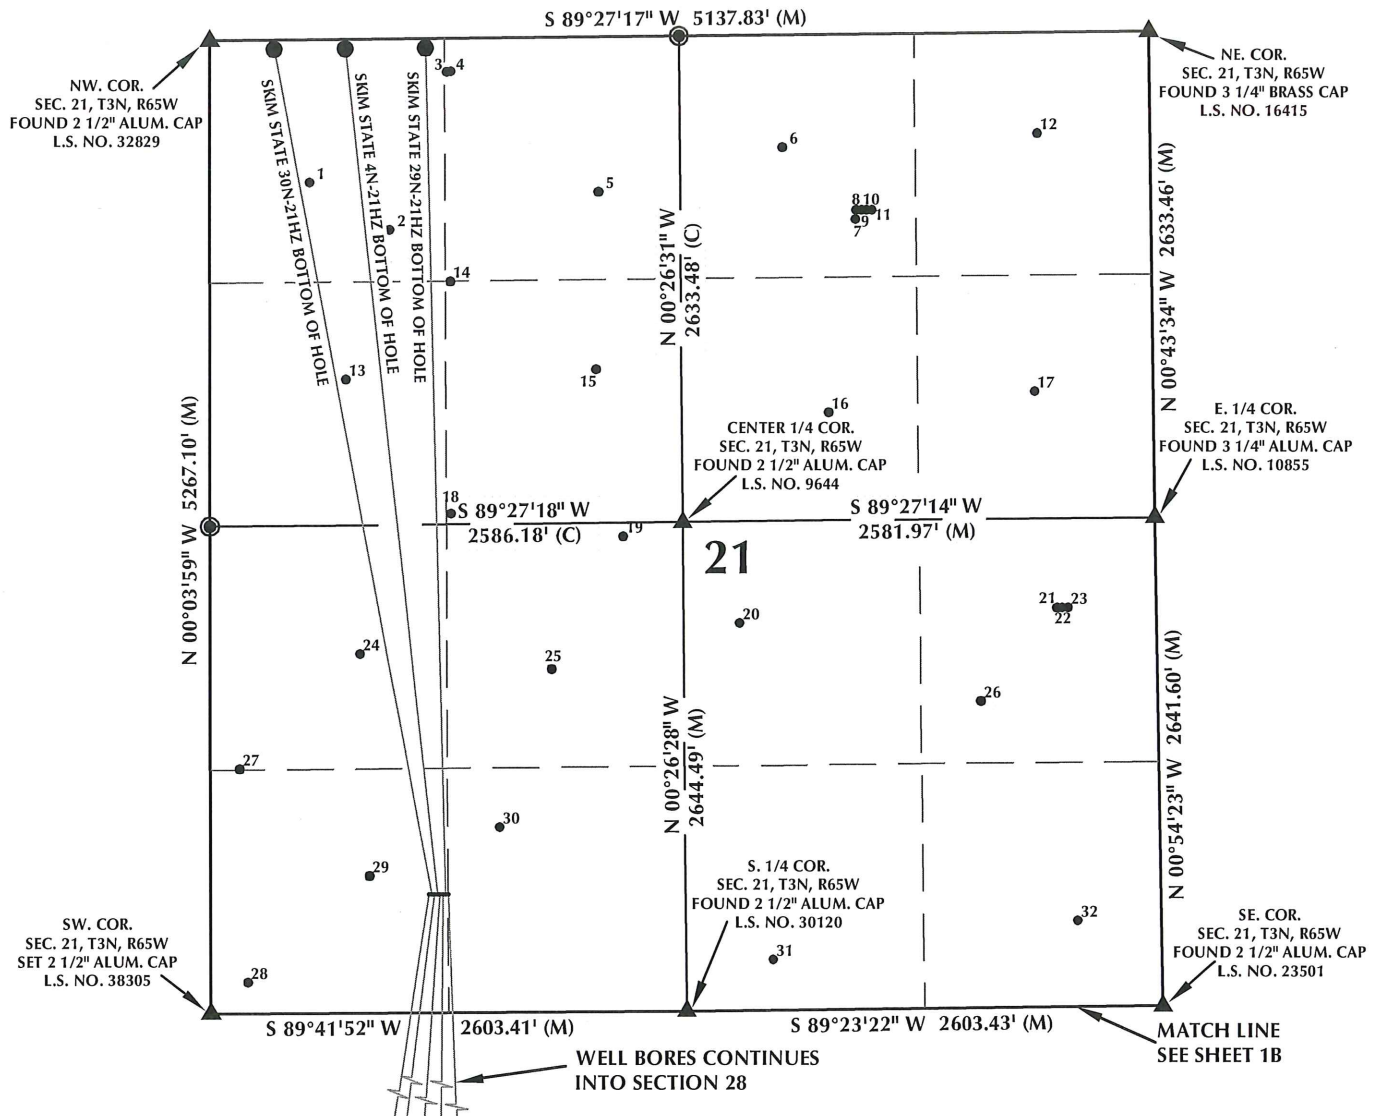 S 89°27'17" W 5137.83' (M)
NW. COR.
SEC. 21, T3N, R65W
FOUND 2 1/2" ALUM. CAP
L.S. NO. 32829
NE. COR.
SEC. 21, T3N, R65W
FOUND 3 1/4" BRASS CAP
L.S. NO. 16415
SKIM STATE 30N-21HZ BOTTOM OF HOLE
SKIM STATE 4N-21HZ BOTTOM OF HOLE
SKIM STATE 29N-21HZ BOTTOM OF HOLE
3 4
12
6
1
5
8 10
9 11
7
2
14
N 00°26'31" W
2633.48' (C)
N 00°43'34" W 2633.46' (M)
13
15
17
16
N 00°03'59" W 5267.10' (M)
CENTER 1/4 COR.
SEC. 21, T3N, R65W
FOUND 2 1/2" ALUM. CAP
L.S. NO. 9644
E. 1/4 COR.
SEC. 21, T3N, R65W
FOUND 3 1/4" ALUM. CAP
L.S. NO. 10855
18
S 89°27'18" W
2586.18' (C)
19
S 89°27'14" W
2581.97' (M)
21
21 23
22
20
24
25
26
27
N 00°26'28" W
2644.49' (M)
N 00°54'23" W 2641.60' (M)
30
29
S. 1/4 COR.
SEC. 21, T3N, R65W
FOUND 2 1/2" ALUM. CAP
L.S. NO. 30120
32
SW. COR.
SEC. 21, T3N, R65W
SET 2 1/2" ALUM. CAP
L.S. NO. 38305
SE. COR.
SEC. 21, T3N, R65W
FOUND 2 1/2" ALUM. CAP
L.S. NO. 23501
31
28
S 89°41'52" W 2603.41' (M)
S 89°23'22" W 2603.43' (M)
MATCH LINE
SEE SHEET 1B
WELL BORES CONTINUES
INTO SECTION 28